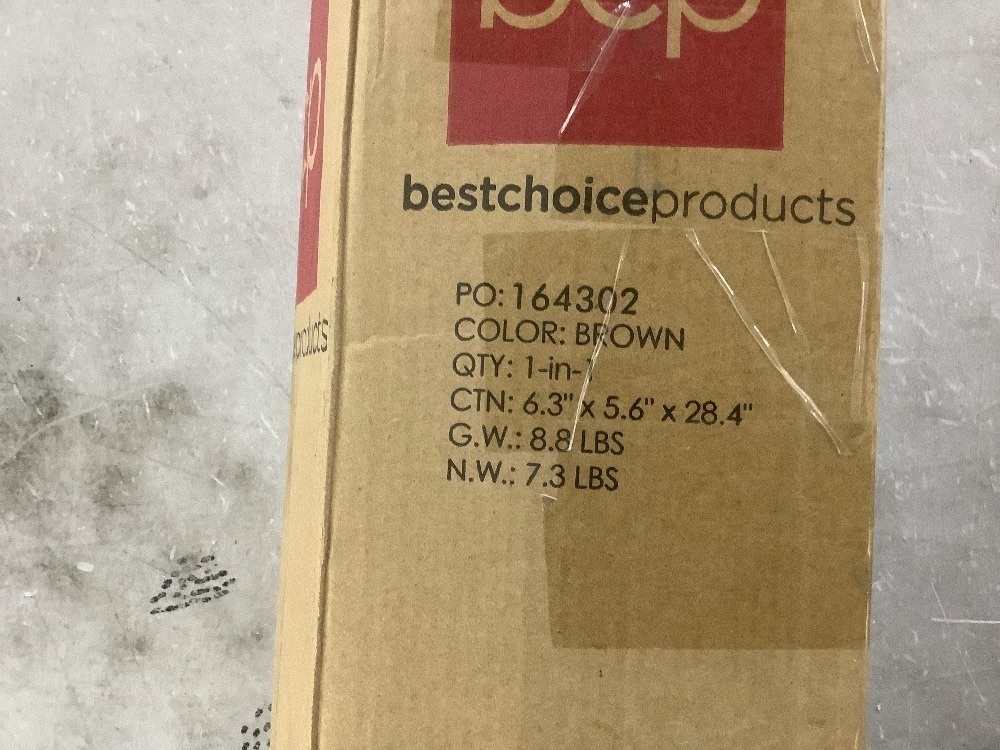 bcp
bestchoiceproducts
PO: 164302
COLOR: BROWN
QTY: 1-in-1
CTN: 6.3" x 5.6" x 28.4"
G.W.: 8.8 LBS
N.W.: 7.3 LBS
products